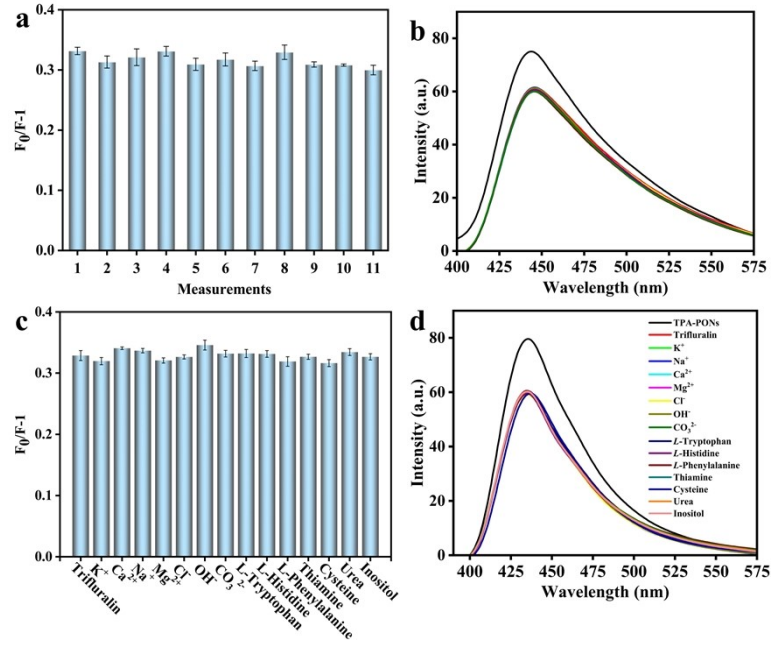 a
F₀/F-1
0.4
0.3
0.2
0.1
0.0
1 2 3 4 5 6 7 8 9 10 11
Measurements
b
Intensity (a.u.)
80
60
40
20
0
400 425 450 475 500 525 550 575
Wavelength (nm)
c
F₀/F-1
0.4
0.3
0.2
0.1
0.0
Trifluralin
K⁺
Ca²⁺
Na⁺
Mg²⁺
Cl⁻
OH⁻
CO₃²⁻
L-Tryptophan
L-Histidine
L-Phenylalanine
Thiamine
Cysteine
Urea
Inositol
d
Intensity (a.u.)
80
60
40
20
0
TPA-PONs
Trifluralin
K⁺
Na⁺
Ca²⁺
Mg²⁺
Cl⁻
OH⁻
CO₃²⁻
L-Tryptophan
L-Histidine
L-Phenylalanine
Thiamine
Cysteine
Urea
Inositol
400 425 450 475 500 525 550 575
Wavelength (nm)